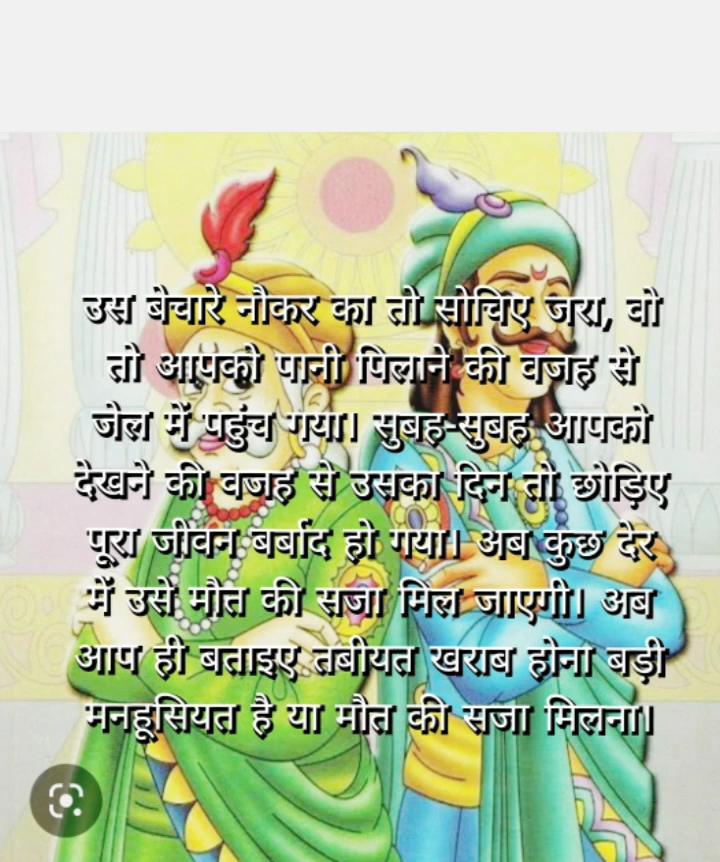 उस बेचारे नौकर का तो सोचिए जरा, वो
तो आपको पानी पिलाने की वजह से
जेल में पहुंच गया। सुबह-सुबह आपको
देखने की वजह से उसका दिन तो छोड़िए
पूरा जीवन बर्बाद हो गया। अब कुछ देर
में उसे मौत की सजा मिल जाएगी। अब
आप ही बताइए तबीयत खराब होना बड़ी
मनहूसियत है या मौत की सजा मिलना।